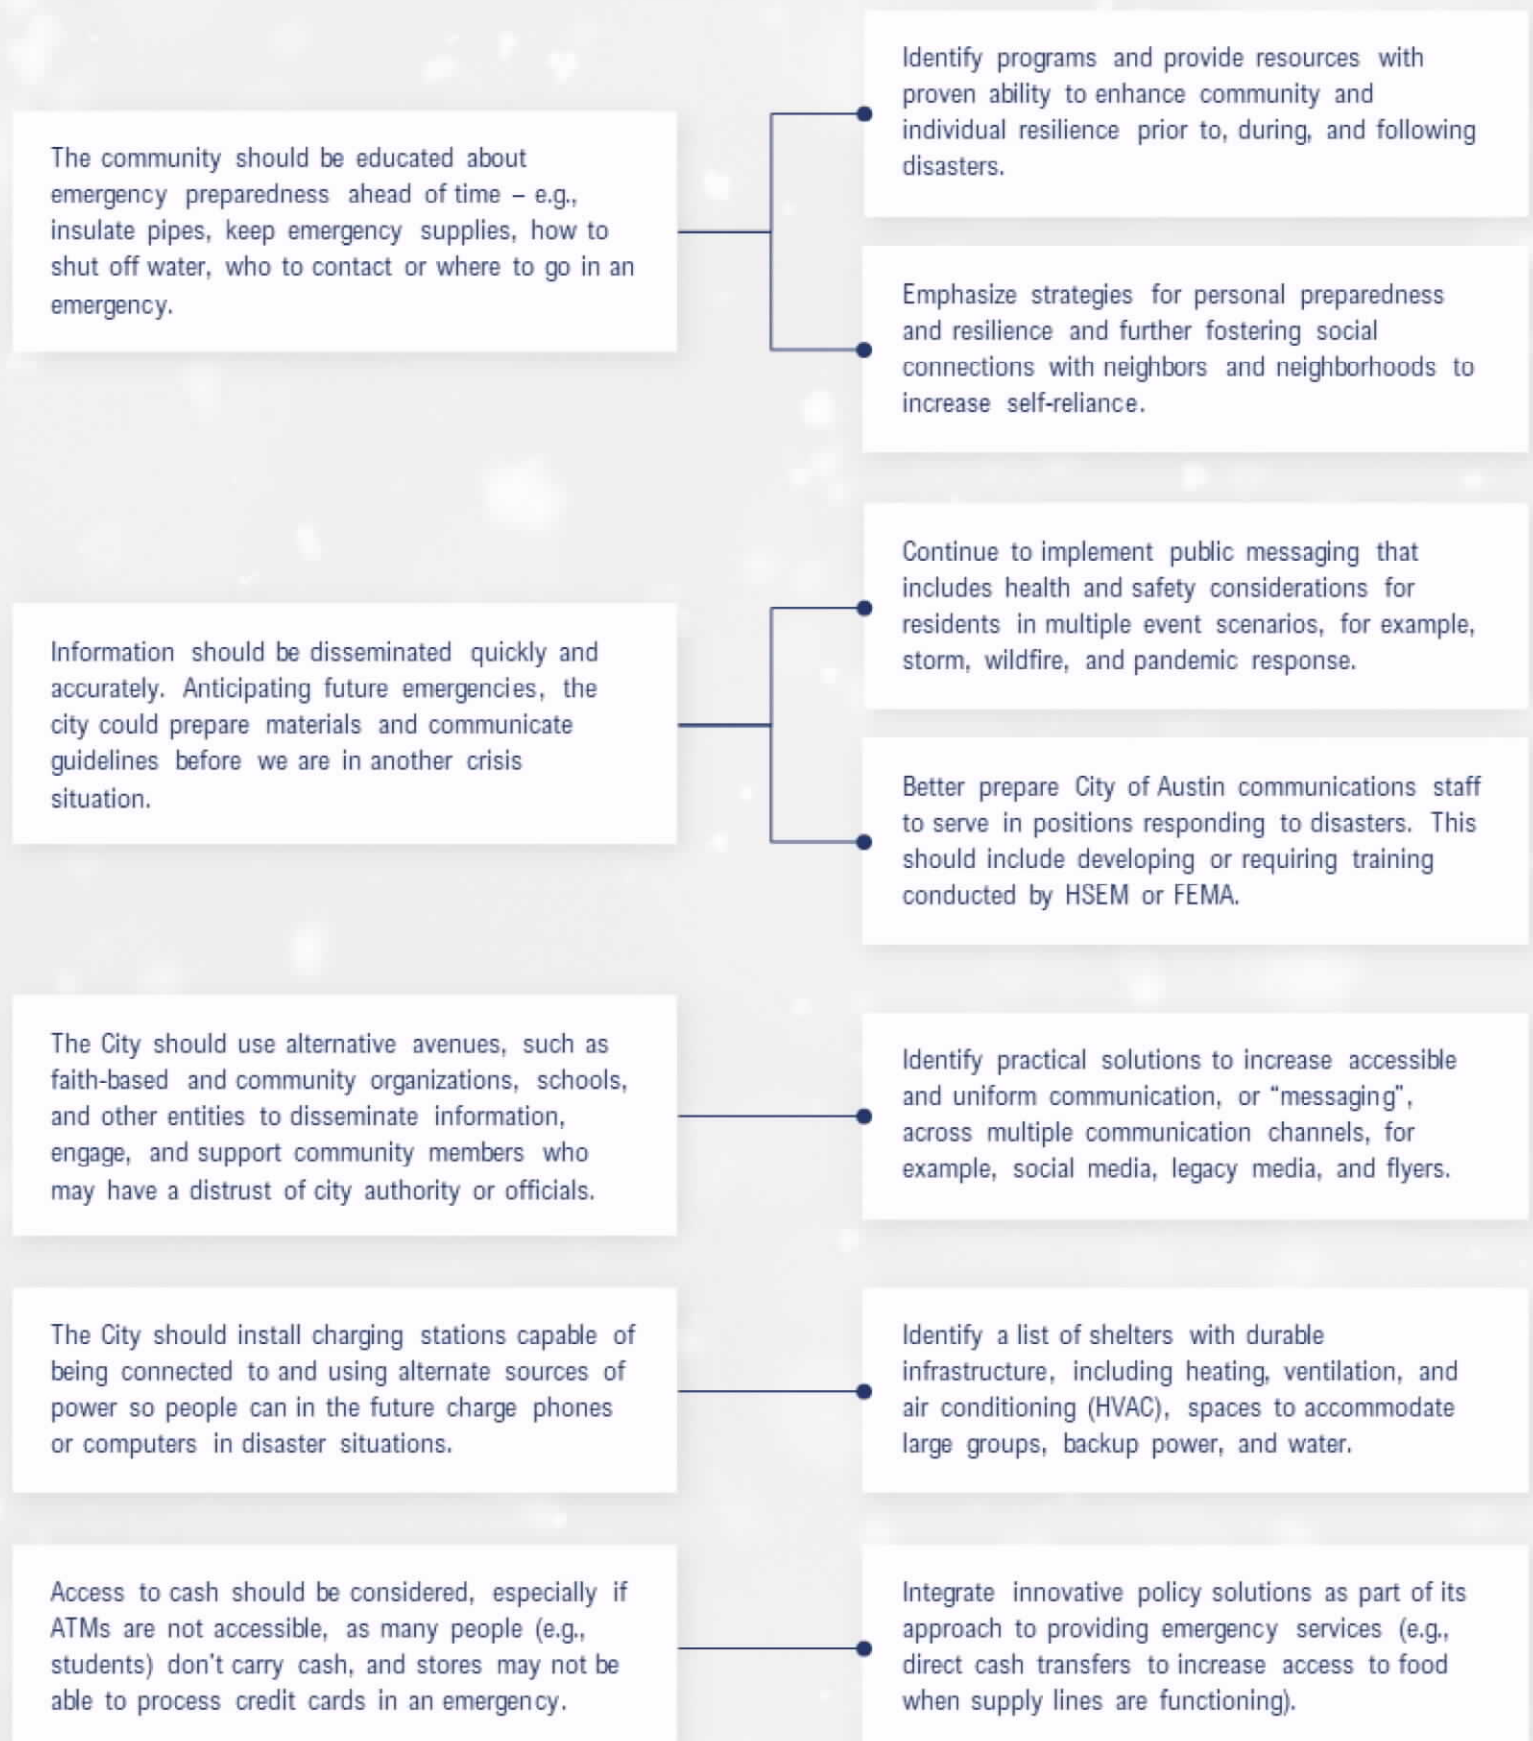 The community should be educated about
emergency preparedness ahead of time – e.g.,
insulate pipes, keep emergency supplies, how to
shut off water, who to contact or where to go in an
emergency.
Identify programs and provide resources with
proven ability to enhance community and
individual resilience prior to, during, and following
disasters.
Emphasize strategies for personal preparedness
and resilience and further fostering social
connections with neighbors and neighborhoods to
increase self-reliance.
Information should be disseminated quickly and
accurately. Anticipating future emergencies, the
city could prepare materials and communicate
guidelines before we are in another crisis
situation.
Continue to implement public messaging that
includes health and safety considerations for
residents in multiple event scenarios, for example,
storm, wildfire, and pandemic response.
Better prepare City of Austin communications staff
to serve in positions responding to disasters. This
should include developing or requiring training
conducted by HSEM or FEMA.
The City should use alternative avenues, such as
faith-based and community organizations, schools,
and other entities to disseminate information,
engage, and support community members who
may have a distrust of city authority or officials.
Identify practical solutions to increase accessible
and uniform communication, or “messaging”,
across multiple communication channels, for
example, social media, legacy media, and flyers.
The City should install charging stations capable of
being connected to and using alternate sources of
power so people can in the future charge phones
or computers in disaster situations.
Identify a list of shelters with durable
infrastructure, including heating, ventilation, and
air conditioning (HVAC), spaces to accommodate
large groups, backup power, and water.
Access to cash should be considered, especially if
ATMs are not accessible, as many people (e.g.,
students) don't carry cash, and stores may not be
able to process credit cards in an emergency.
Integrate innovative policy solutions as part of its
approach to providing emergency services (e.g.,
direct cash transfers to increase access to food
when supply lines are functioning).